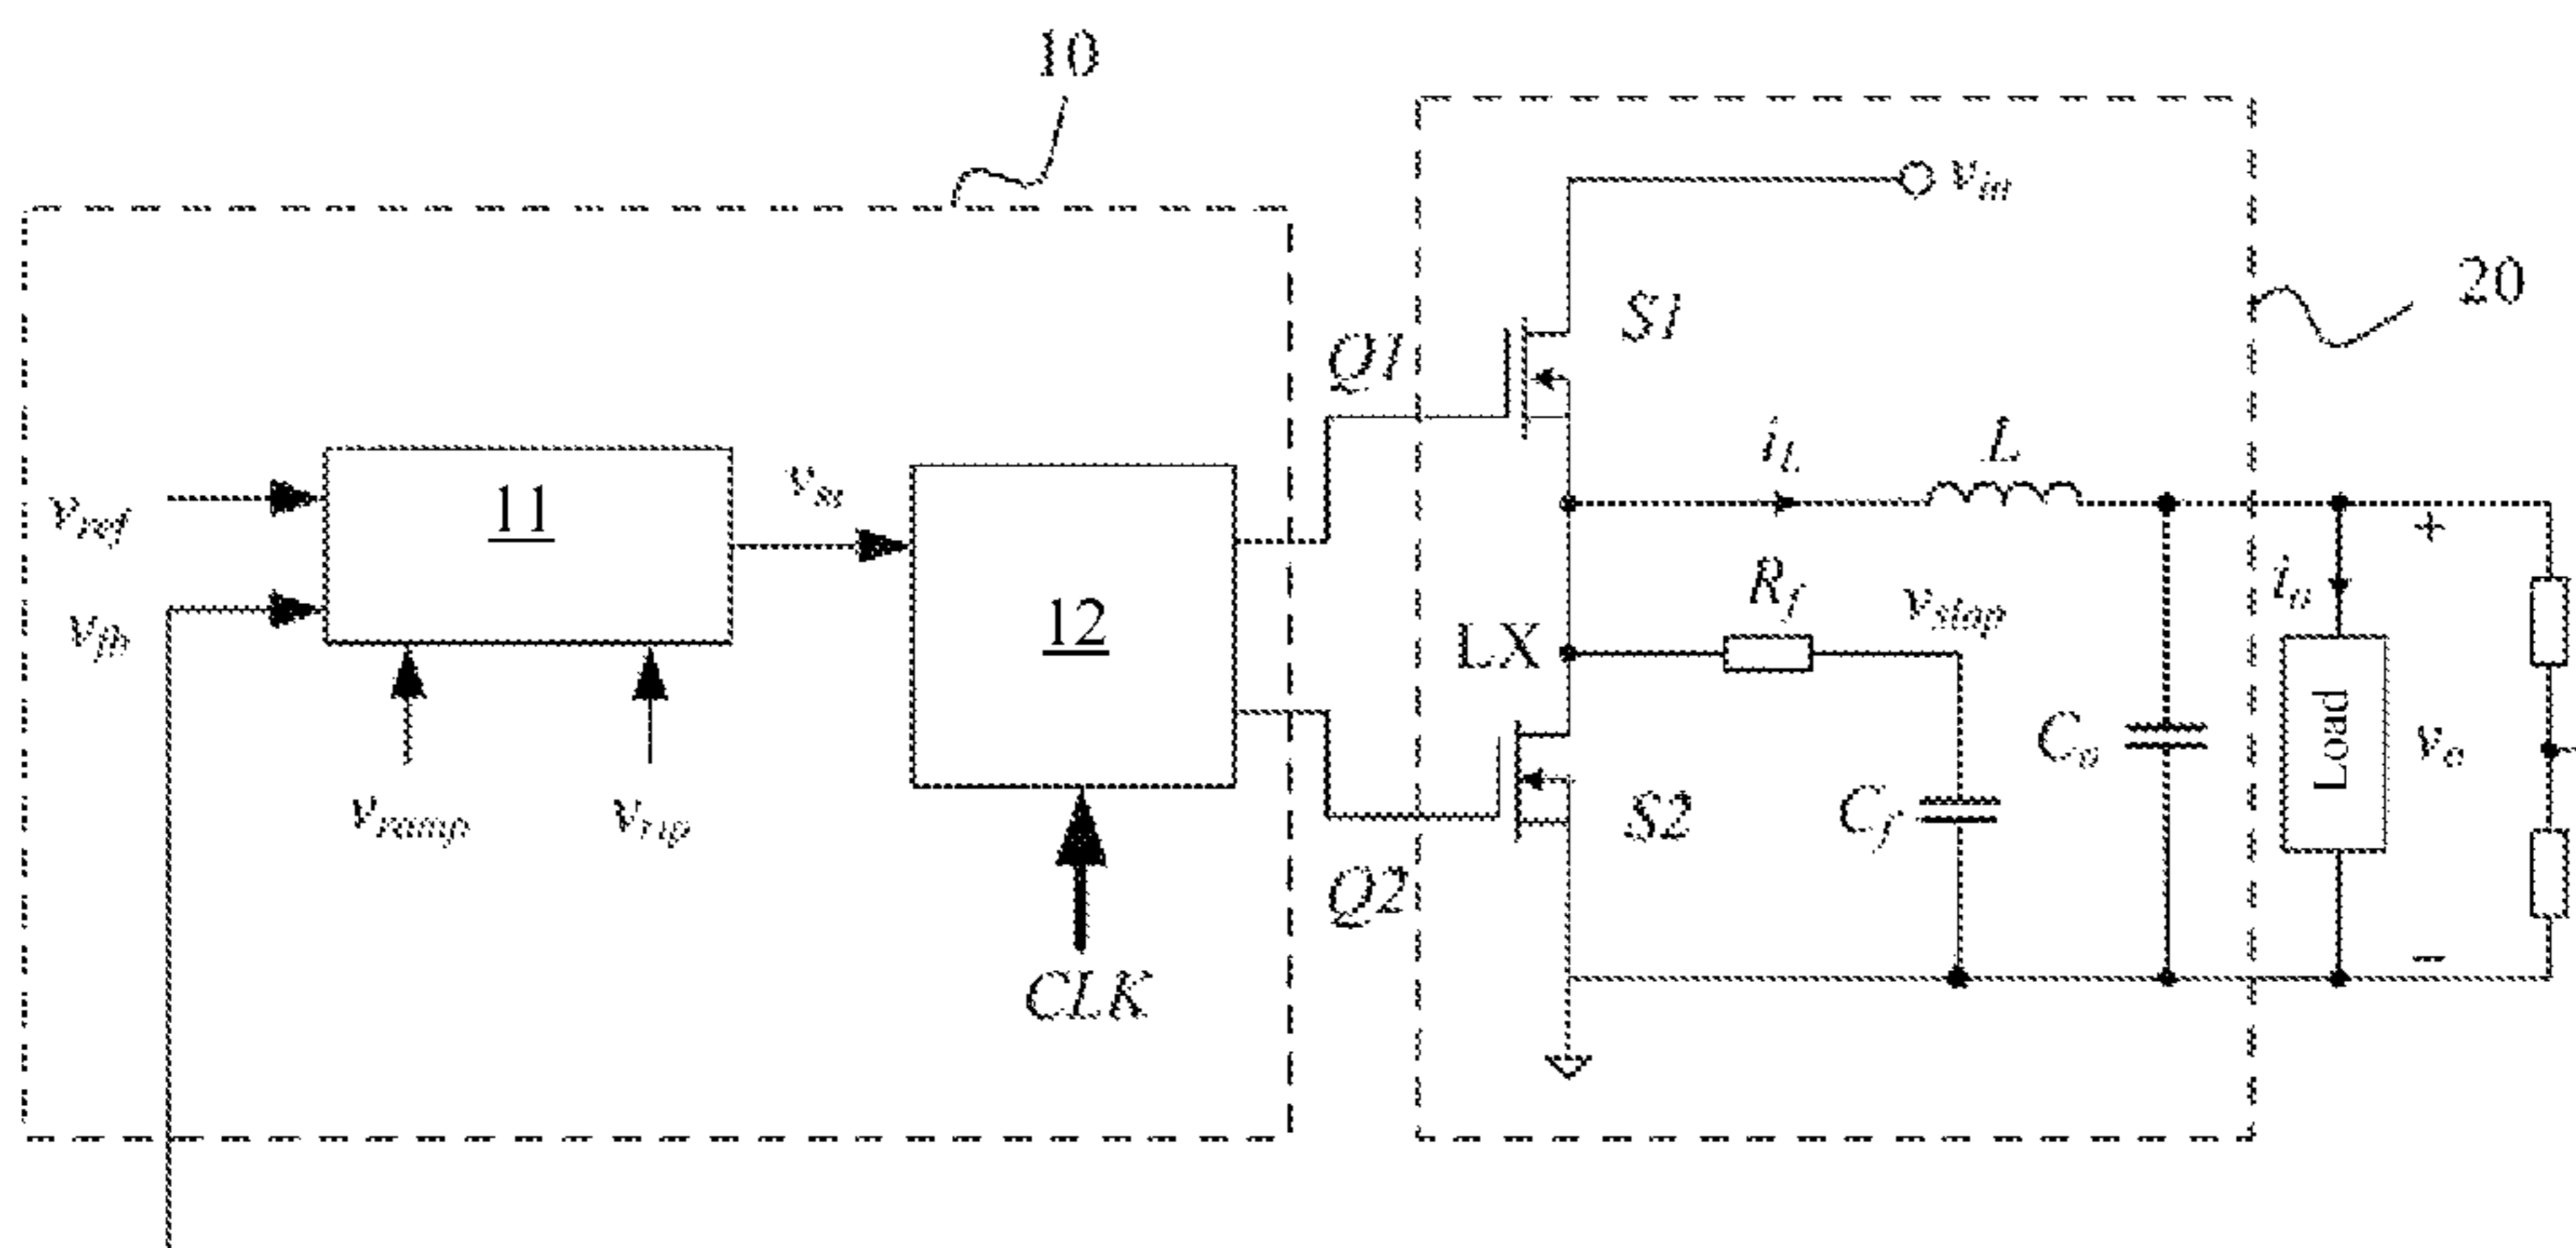 10
v_in
20
S1
Q1
i_L
L
v_ref
11
v_m
+
R_f
v_slop
i_o
v_fb
12
LX
Load
C_o
v_o
v_ramp
v_rip
S2
C_f
Q2
−
CLK